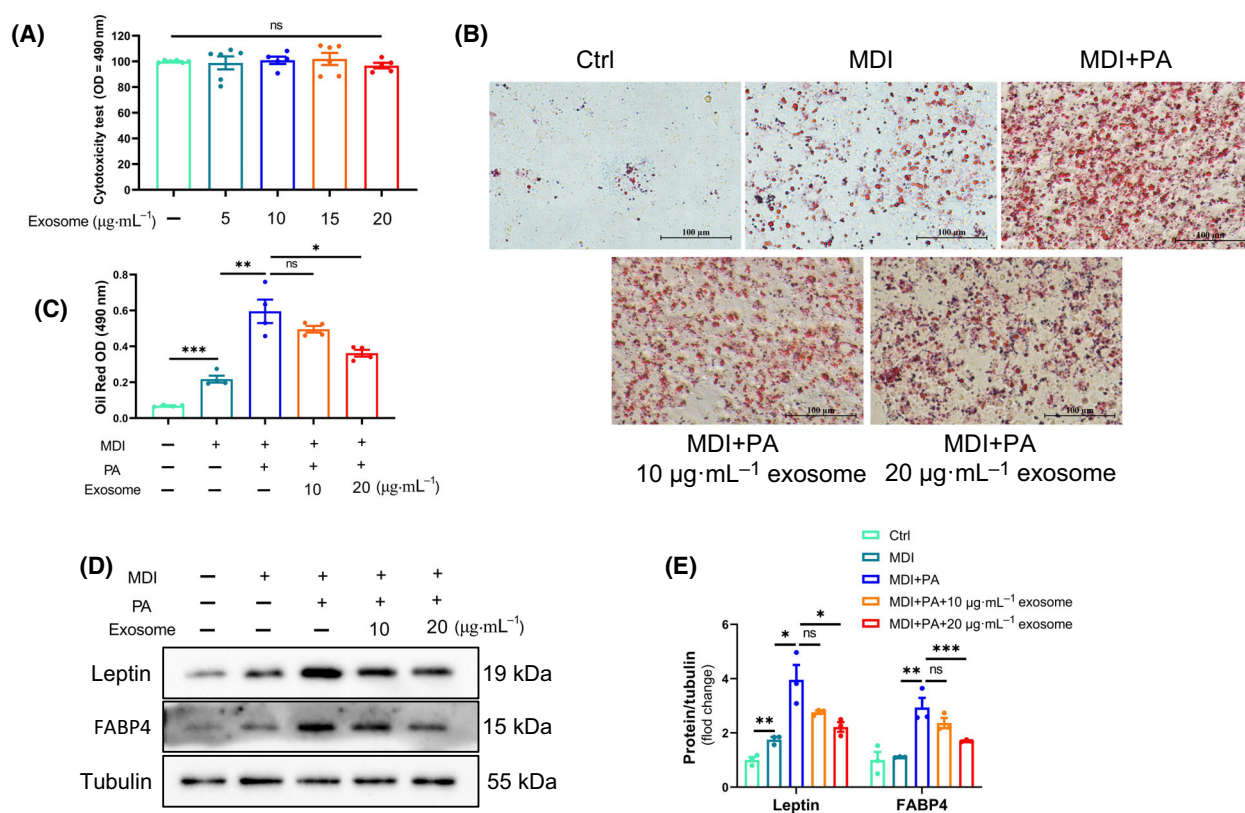 (A)
ns
Cytotoxicity test (OD = 490 nm)
120
100
80
60
40
20
0
Exosome (µg·mL⁻¹) — 5 10 15 20
(B)
Ctrl MDI MDI+PA
100 µm 100 µm 100 µm
100 µm 100 µm
MDI+PA MDI+PA
10 µg·mL⁻¹ exosome 20 µg·mL⁻¹ exosome
(C)
*
** ns
***
Oil Red OD (490 nm)
0.8
0.6
0.4
0.2
0.0
MDI — + + + +
PA — — + + +
Exosome — — — 10 20 (µg·mL⁻¹)
(D)
MDI — + + + +
PA — — + + +
Exosome — — — 10 20 (µg·mL⁻¹)
Leptin 19 kDa
FABP4 15 kDa
Tubulin 55 kDa
(E)
Ctrl
MDI
MDI+PA
MDI+PA+10 µg·mL⁻¹ exosome
MDI+PA+20 µg·mL⁻¹ exosome
Protein/tubulin
(flod change)
6
4
2
0
* * ns **
*** ** ns
Leptin FABP4